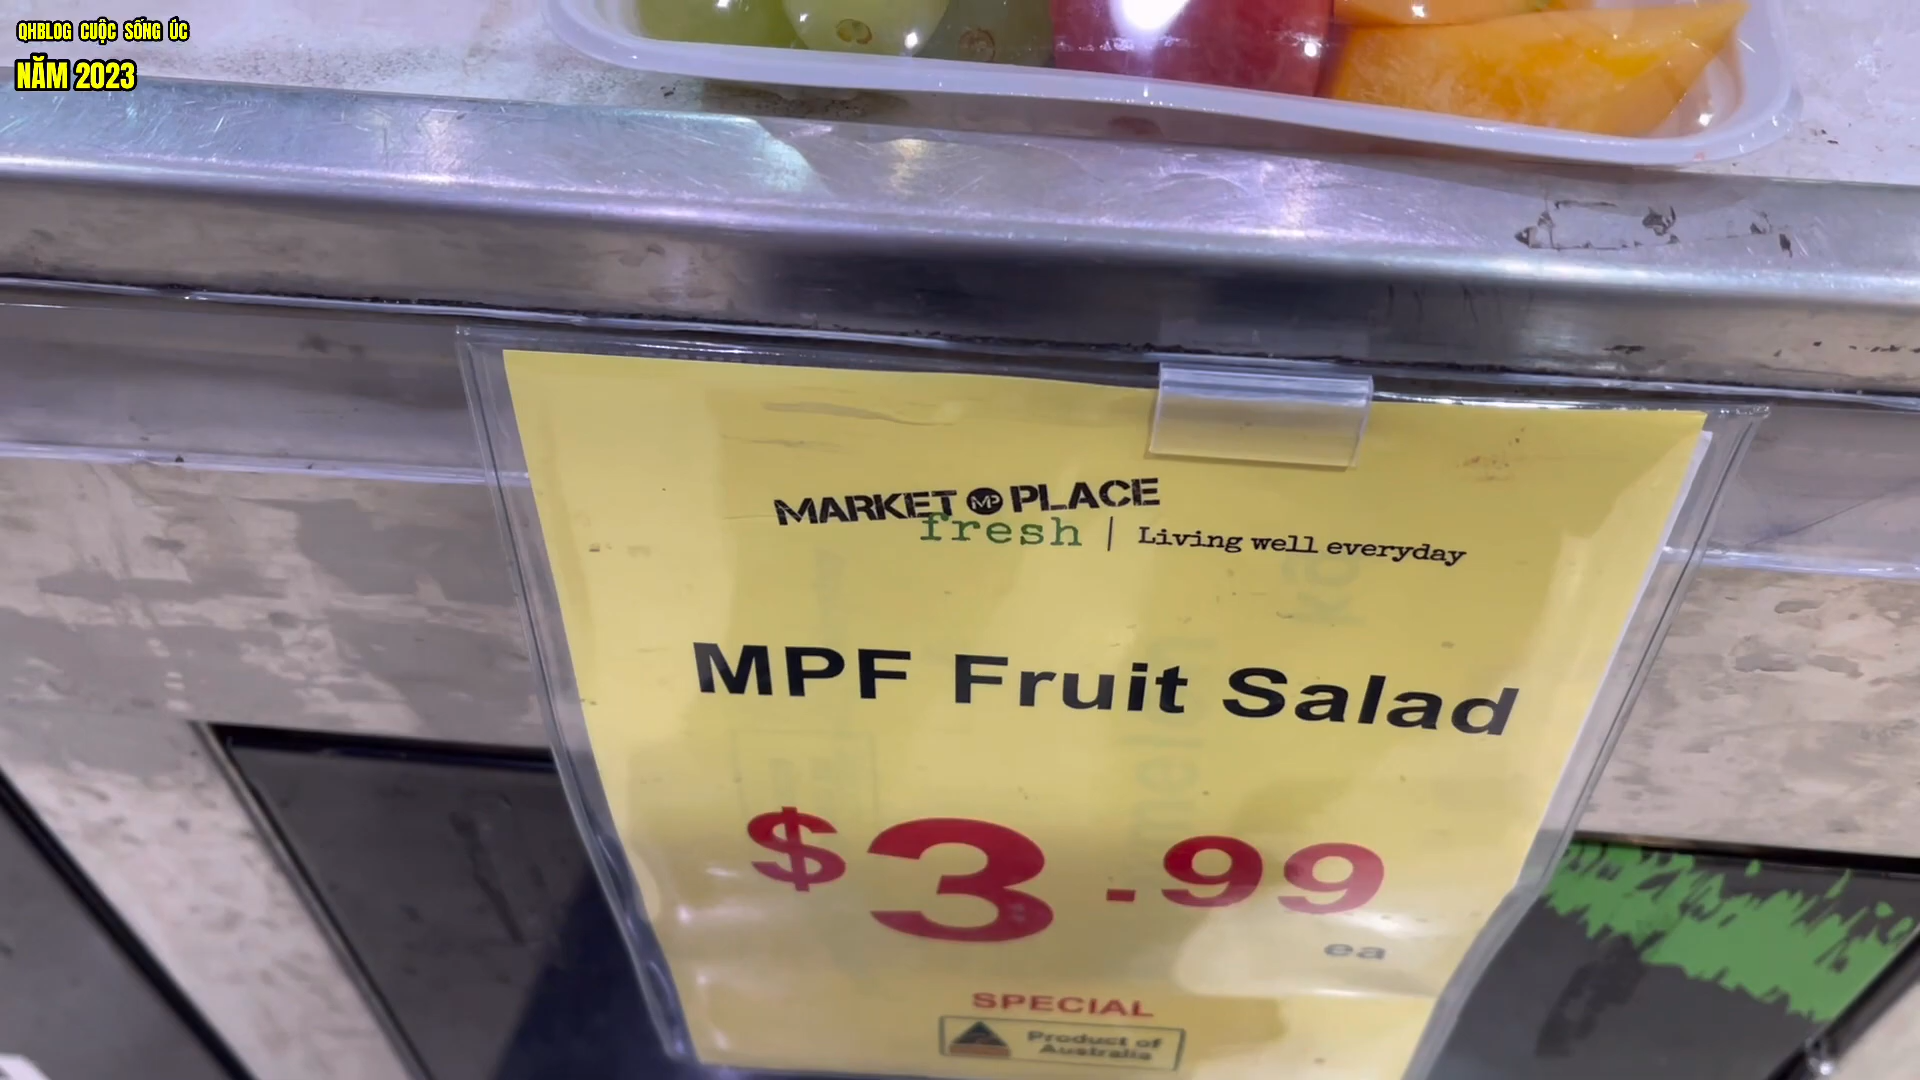 QHBLOG CUỘC SỐNG ÚC
NĂM 2023
MARKET MP PLACE
fresh | Living well everyday
MPF Fruit Salad
$3.99
ea
SPECIAL
Product of
Australia